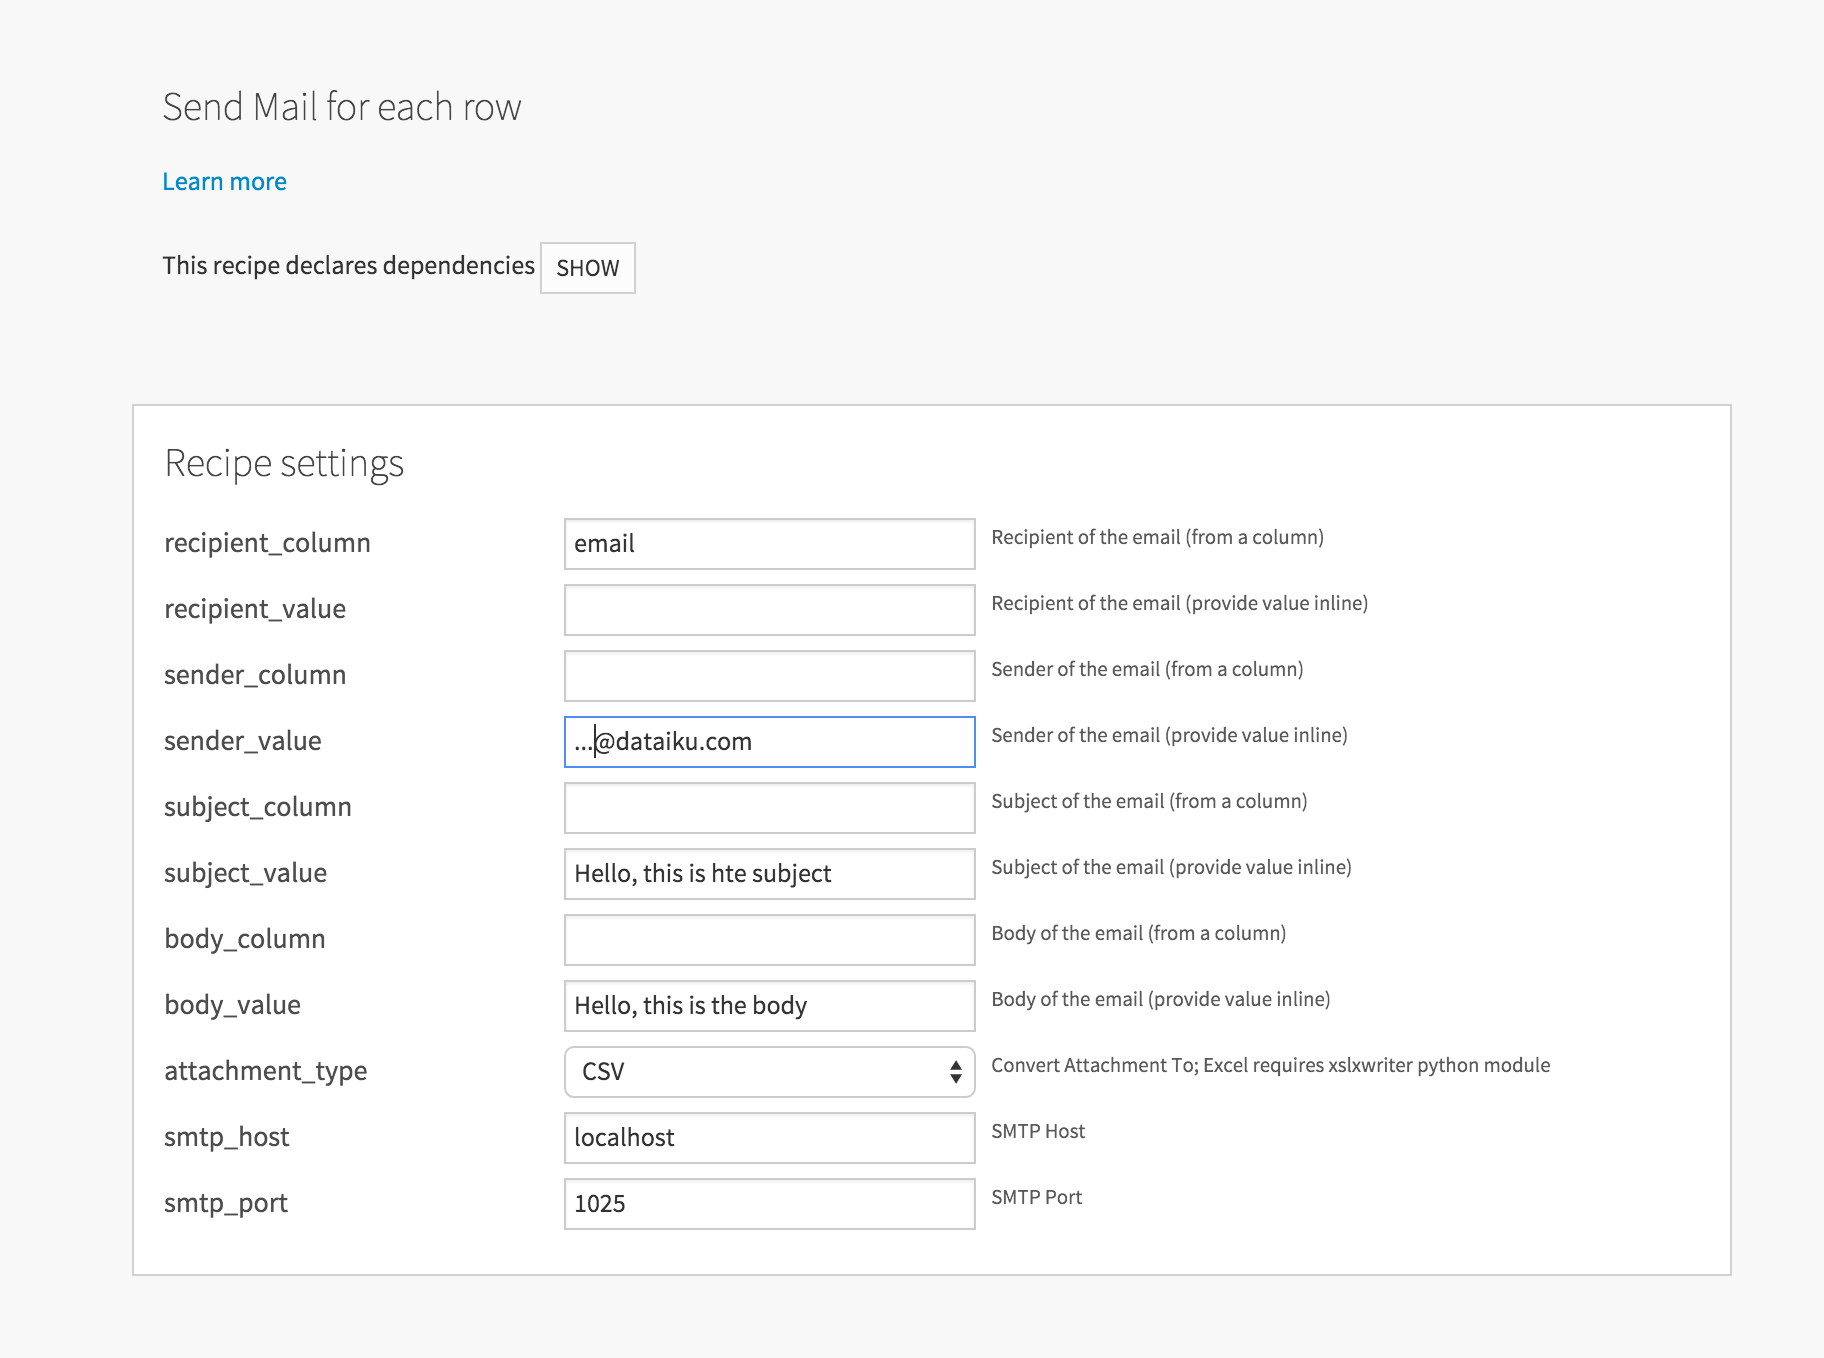 Send Mail for each row
Learn more
This recipe declares dependencies SHOW
Recipe settings
recipient_column email Recipient of the email (from a column)
recipient_value Recipient of the email (provide value inline)
sender_column Sender of the email (from a column)
sender_value ...@dataiku.com Sender of the email (provide value inline)
subject_column Subject of the email (from a column)
subject_value Hello, this is hte subject Subject of the email (provide value inline)
body_column Body of the email (from a column)
body_value Hello, this is the body Body of the email (provide value inline)
attachment_type CSV Convert Attachment To; Excel requires xslxwriter python module
smtp_host localhost SMTP Host
smtp_port 1025 SMTP Port